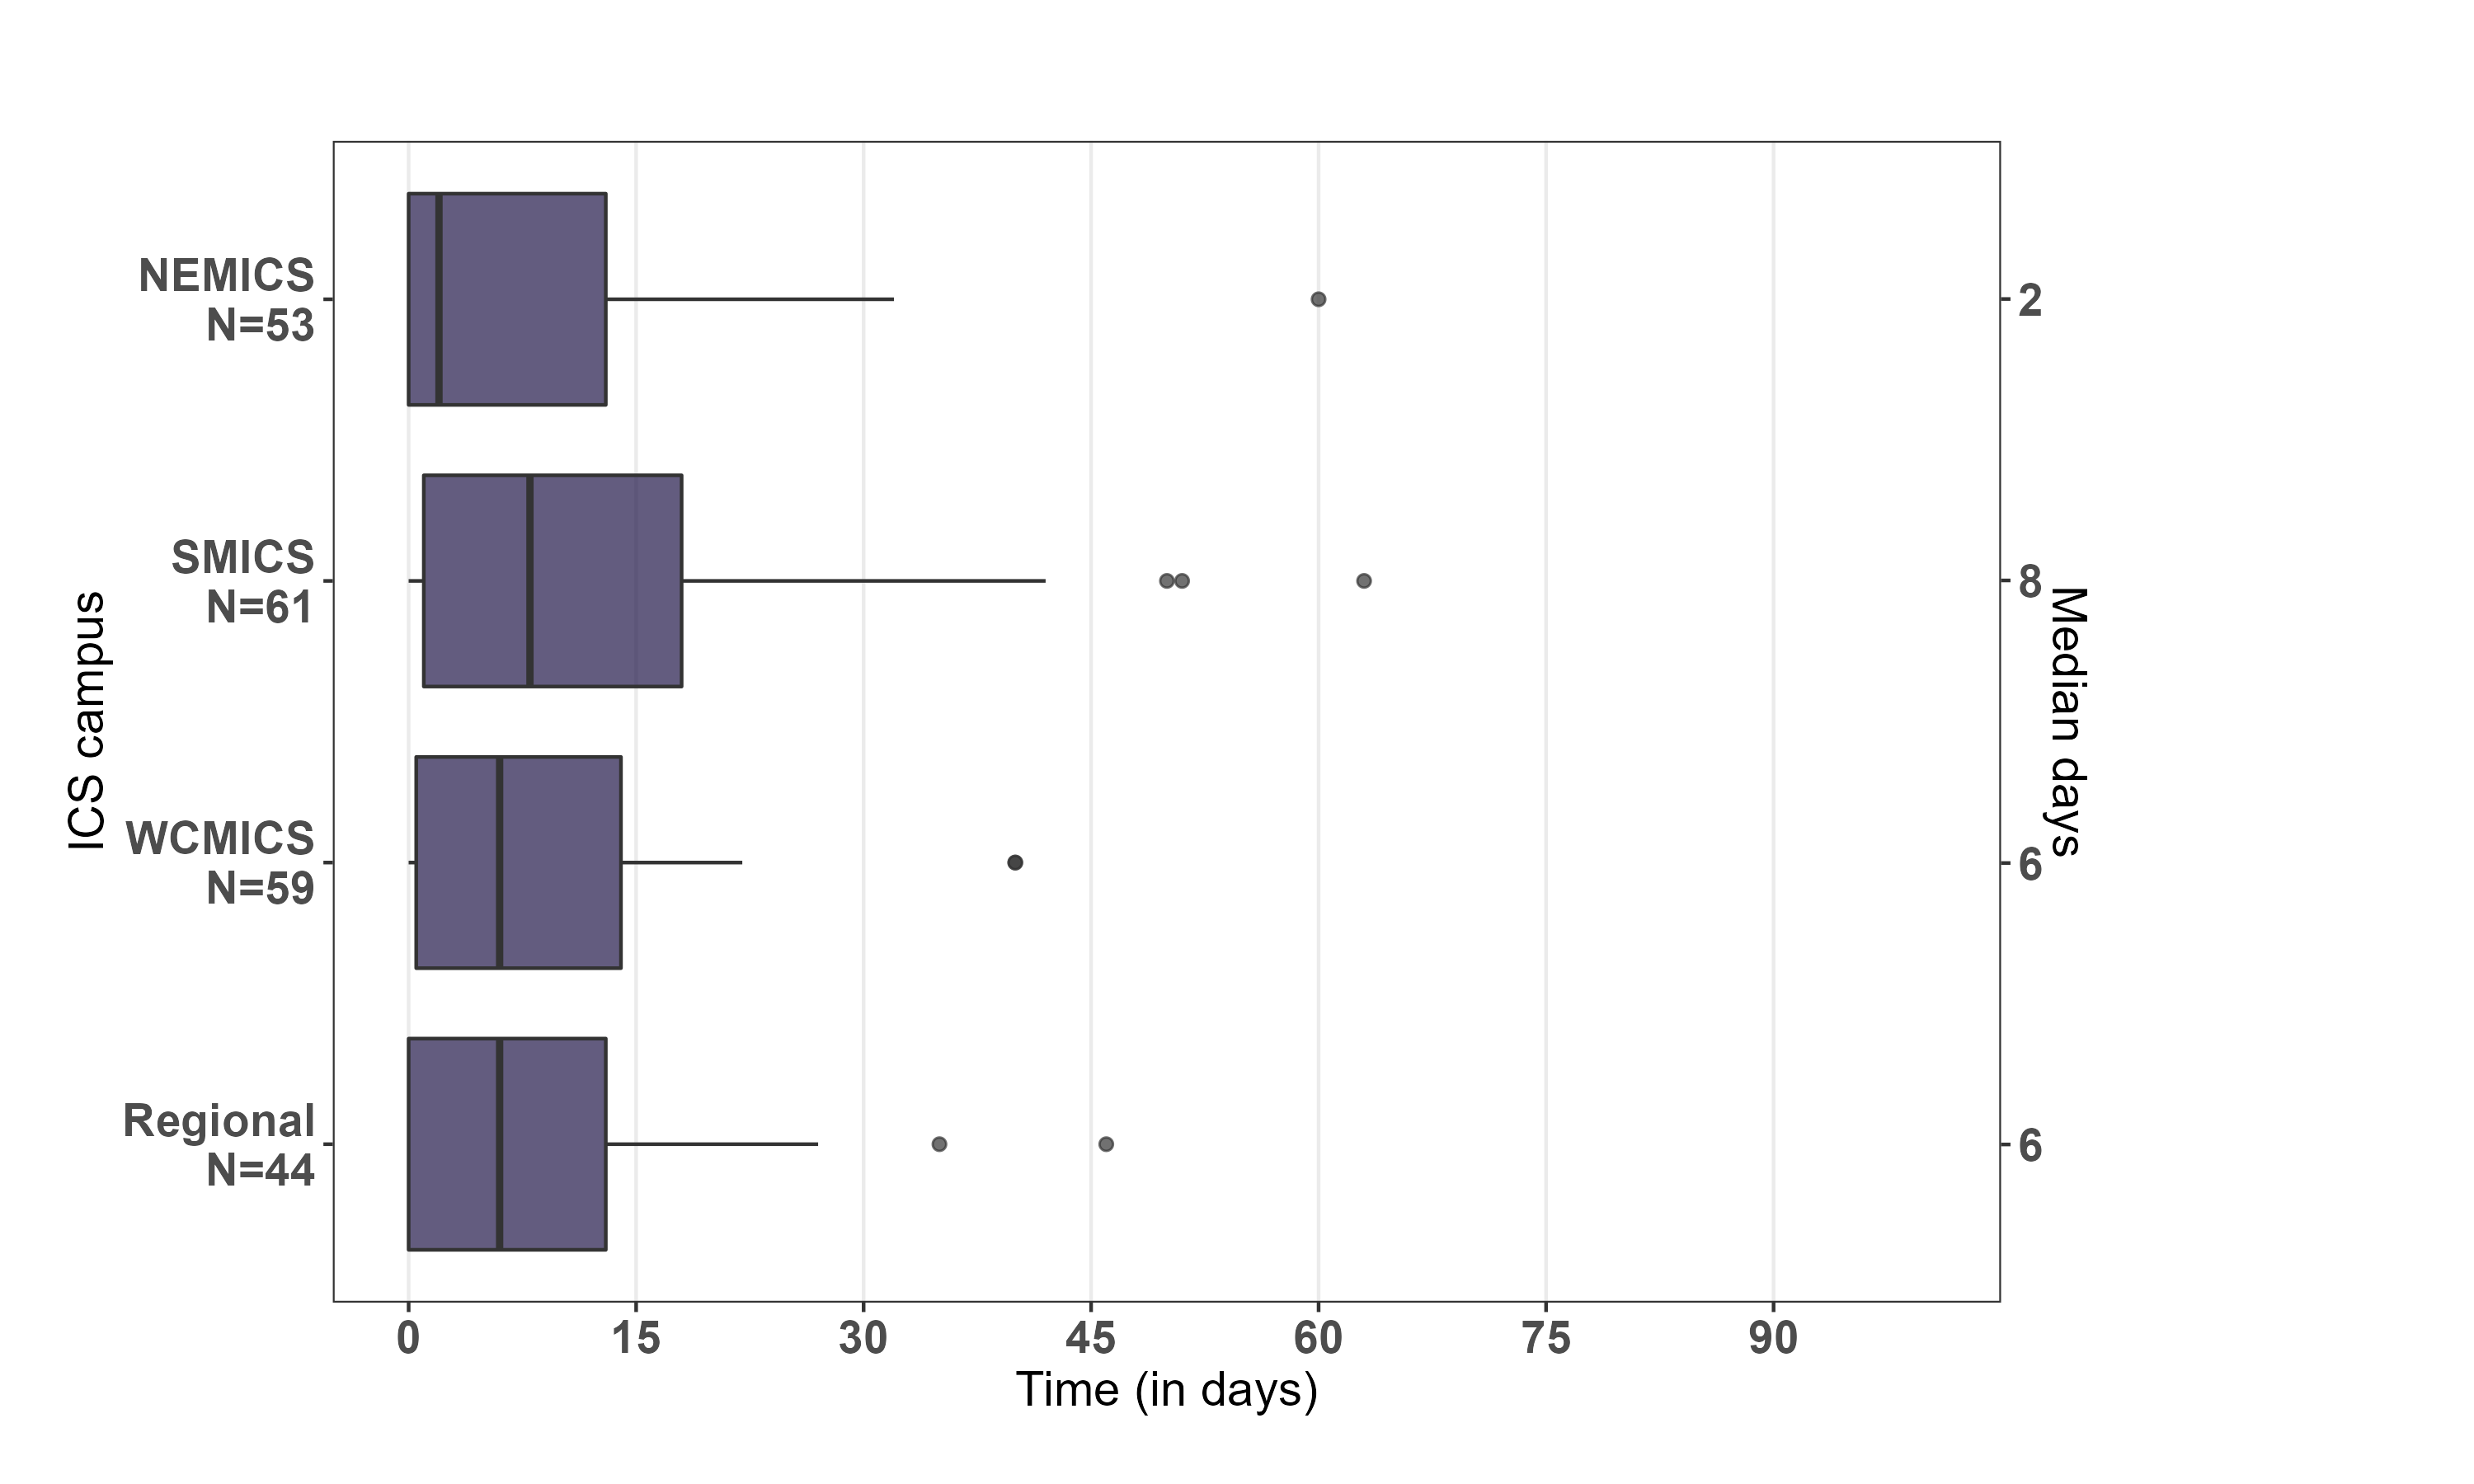 NEMICS
N=53
SMICS
N=61
WCMICS
N=59
Regional
N=44
ICS campus
2
8
6
6
Median days
0 15 30 45 60 75 90
Time (in days)